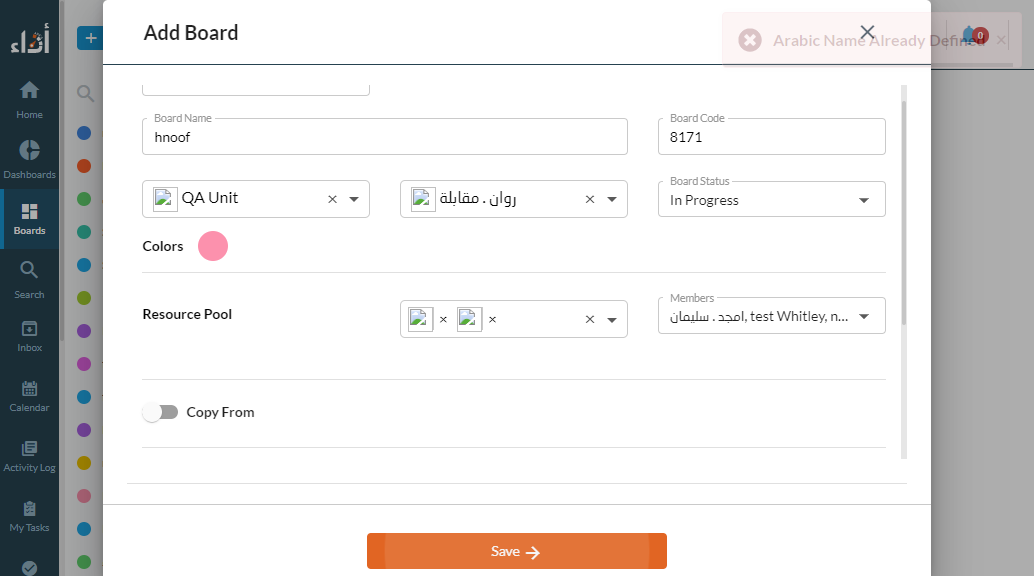 أداء
Home
Dashboards
Boards
Search
Inbox
Calendar
Activity Log
My Tasks
Add Board
Arabic Name Already Defined
0
Board Name
hnoof
Board Code
8171
QA Unit
روان . مقابلة
Board Status
In Progress
Colors
Resource Pool
Members
امجد . سليمان, test Whitley, n...
Copy From
Save